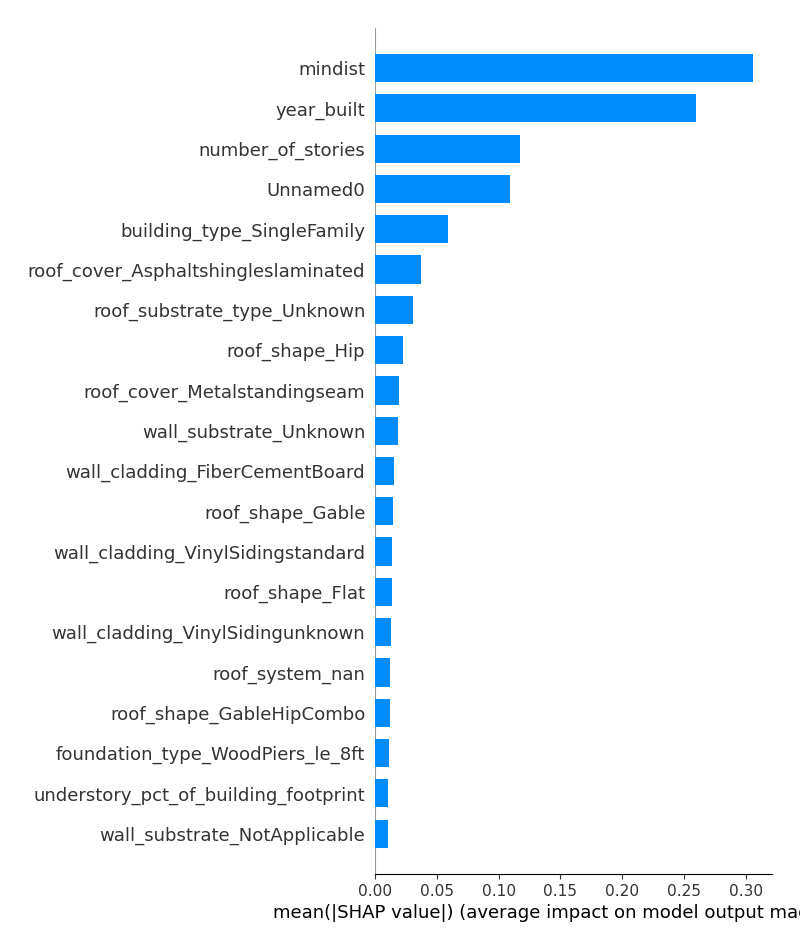 mindist
year_built
number_of_stories
Unnamed0
building_type_SingleFamily
roof_cover_Asphaltshingleslaminated
roof_substrate_type_Unknown
roof_shape_Hip
roof_cover_Metalstandingseam
wall_substrate_Unknown
wall_cladding_FiberCementBoard
roof_shape_Gable
wall_cladding_VinylSidingstandard
roof_shape_Flat
wall_cladding_VinylSidingunknown
roof_system_nan
roof_shape_GableHipCombo
foundation_type_WoodPiers_le_8ft
understory_pct_of_building_footprint
wall_substrate_NotApplicable
0.00 0.05 0.10 0.15 0.20 0.25 0.30
mean(|SHAP value|) (average impact on model output mag